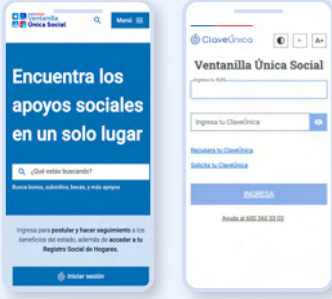 Ventanilla
Única Social
Menú
Encuentra los
apoyos sociales
en un solo lugar
¿Qué estás buscando?
Busca bonos, subsidios, becas, y más apoyos
Ingresa para postular y hacer seguimiento a los
beneficios del estado, además de acceder a tu
Registro Social de Hogares.
Iniciar sesión
ClaveÚnica
A+
Ventanilla Única Social
Ingresa tu RUN
Ingresa tu ClaveÚnica
Recupera tu ClaveÚnica
Solicita tu ClaveÚnica
INGRESA
Ayuda al 600 360 33 03